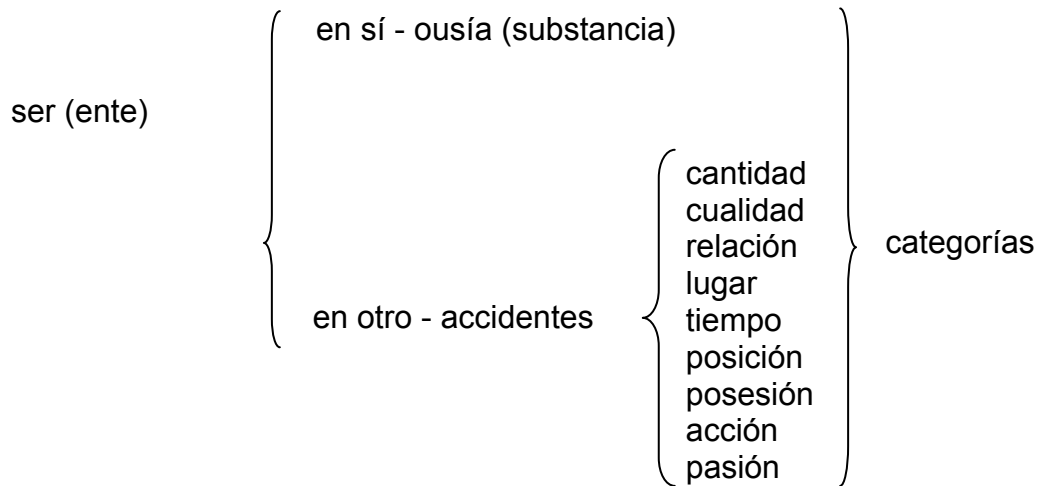 en sí - ousía (substancia)
ser (ente)
cantidad
cualidad
relación
categorías
lugar
en otro - accidentes
tiempo
posición
posesión
acción
pasión